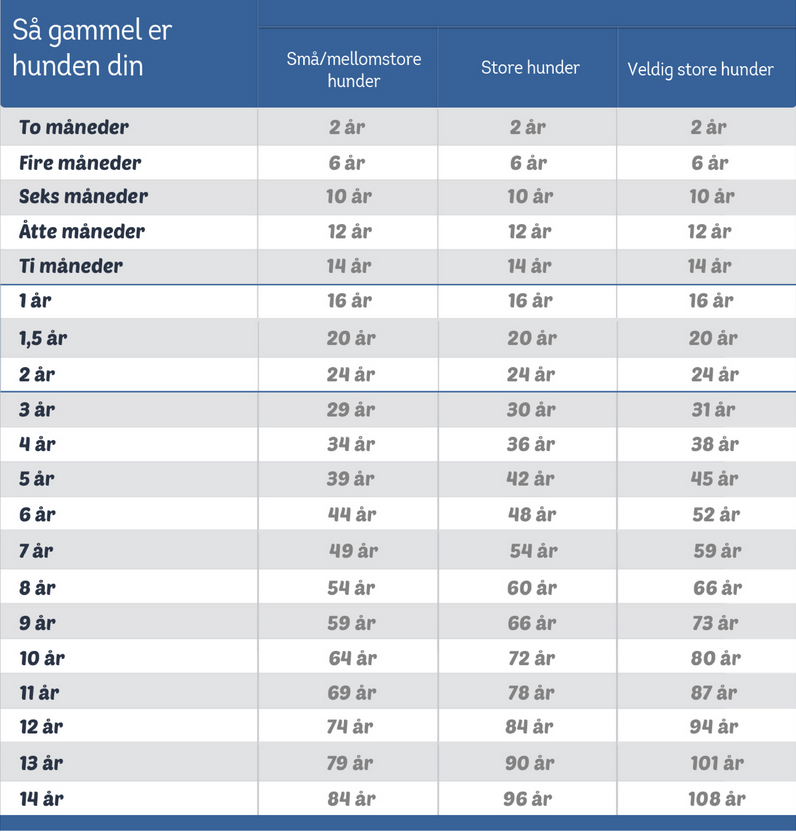 Så gammel er
hunden din
Små/mellomstore
hunder
Store hunder
Veldig store hunder
To måneder 2 år 2 år 2 år
Fire måneder 6 år 6 år 6 år
Seks måneder 10 år 10 år 10 år
Åtte måneder 12 år 12 år 12 år
Ti måneder 14 år 14 år 14 år
1 år 16 år 16 år 16 år
1,5 år 20 år 20 år 20 år
2 år 24 år 24 år 24 år
3 år 29 år 30 år 31 år
4 år 34 år 36 år 38 år
5 år 39 år 42 år 45 år
6 år 44 år 48 år 52 år
7 år 49 år 54 år 59 år
8 år 54 år 60 år 66 år
9 år 59 år 66 år 73 år
10 år 64 år 72 år 80 år
11 år 69 år 78 år 87 år
12 år 74 år 84 år 94 år
13 år 79 år 90 år 101 år
14 år 84 år 96 år 108 år